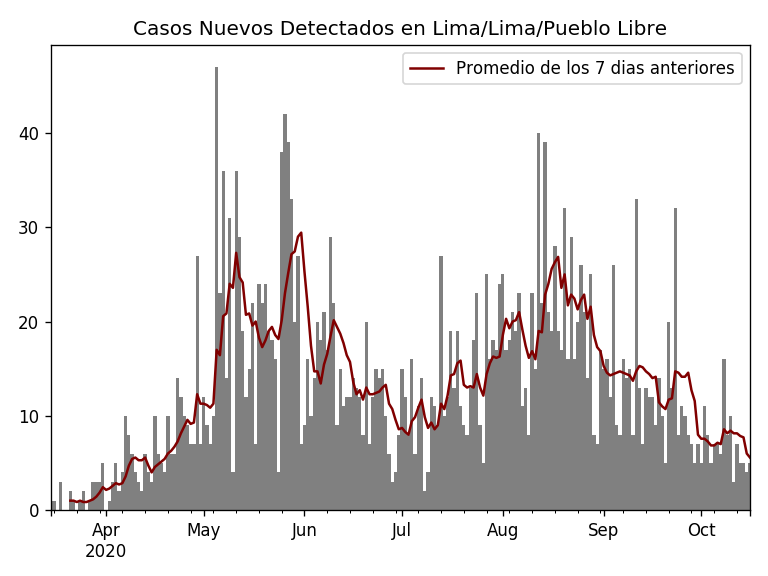 Casos Nuevos Detectados en Lima/Lima/Pueblo Libre
Promedio de los 7 dias anteriores
40
30
20
10
0
Apr May Jun Jul Aug Sep Oct
2020